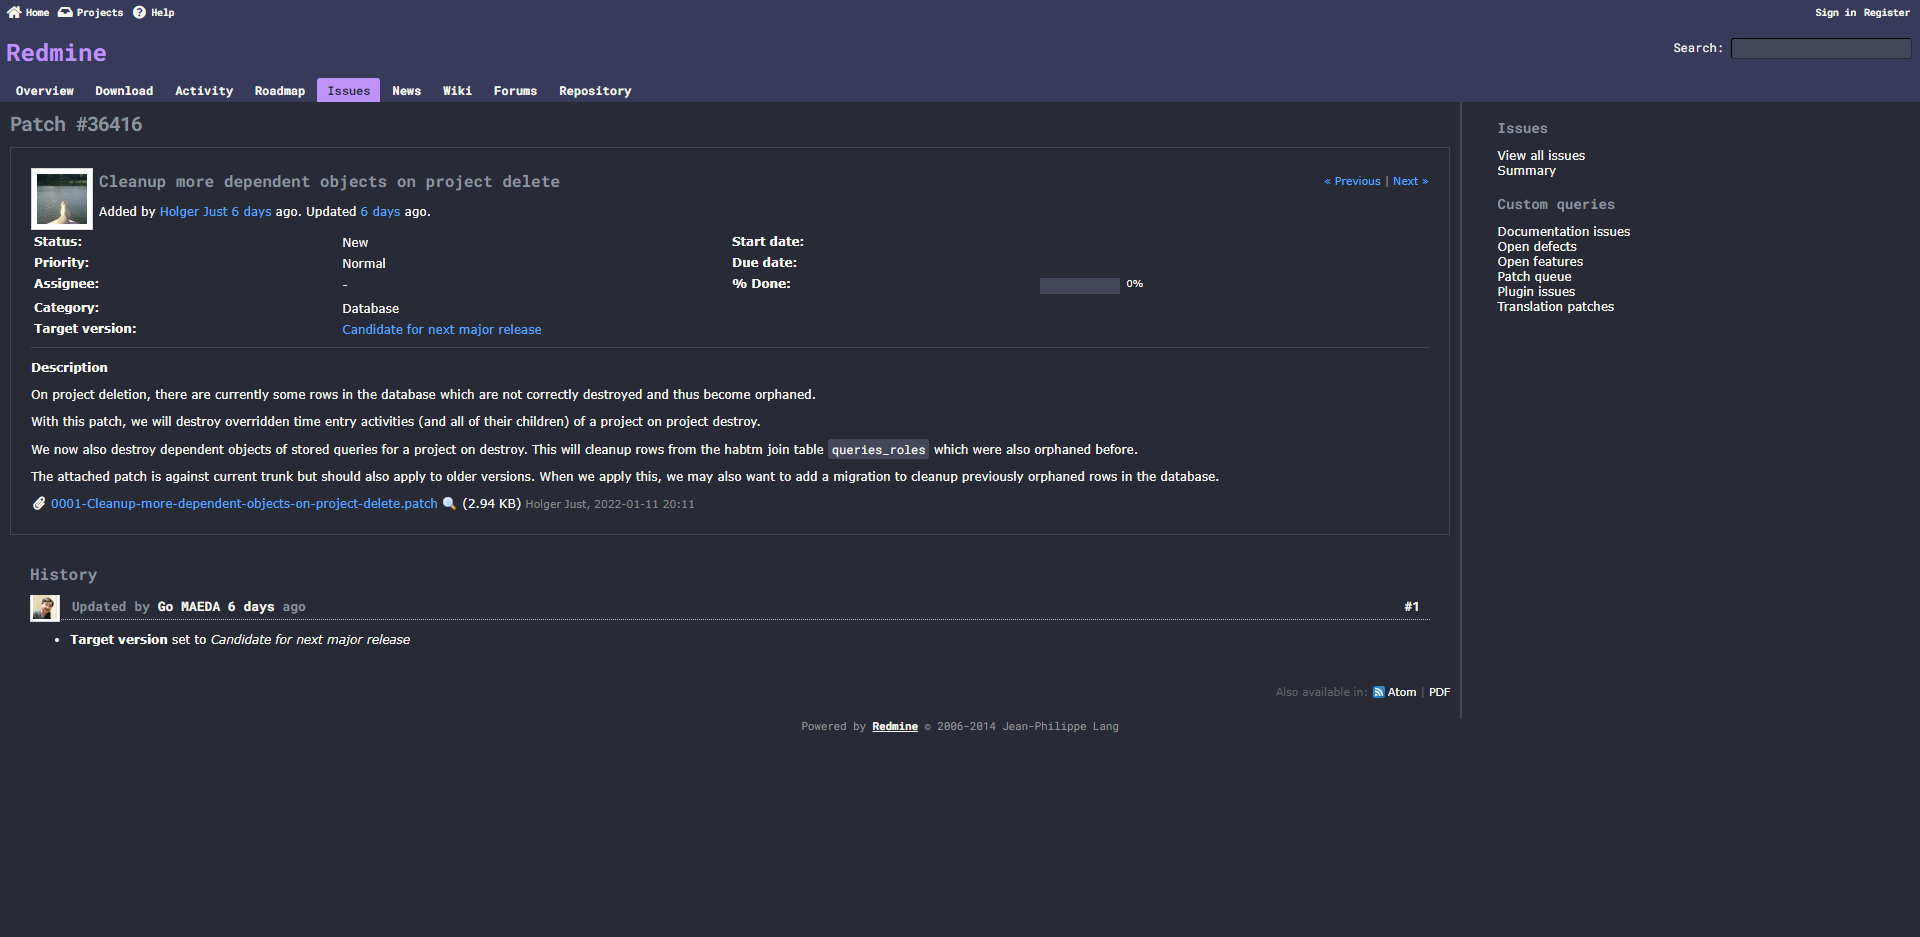 Home Projects Help Sign in Register
Redmine Search:
Overview Download Activity Roadmap Issues News Wiki Forums Repository
Patch #36416
Cleanup more dependent objects on project delete
« Previous | Next »
Added by Holger Just 6 days ago. Updated 6 days ago.
Status: New Start date:
Priority: Normal Due date:
Assignee: - % Done: 0%
Category: Database
Target version: Candidate for next major release
Description
On project deletion, there are currently some rows in the database which are not correctly destroyed and thus become orphaned.
With this patch, we will destroy overridden time entry activities (and all of their children) of a project on project destroy.
We now also destroy dependent objects of stored queries for a project on destroy. This will cleanup rows from the habtm join table queries_roles which were also orphaned before.
The attached patch is against current trunk but should also apply to older versions. When we apply this, we may also want to add a migration to cleanup previously orphaned rows in the database.
0001-Cleanup-more-dependent-objects-on-project-delete.patch (2.94 KB) Holger Just, 2022-01-11 20:11
History
Updated by Go MAEDA 6 days ago #1
• Target version set to Candidate for next major release
Also available in: Atom | PDF
Issues
View all issues
Summary
Custom queries
Documentation issues
Open defects
Open features
Patch queue
Plugin issues
Translation patches
Powered by Redmine © 2006-2014 Jean-Philippe Lang